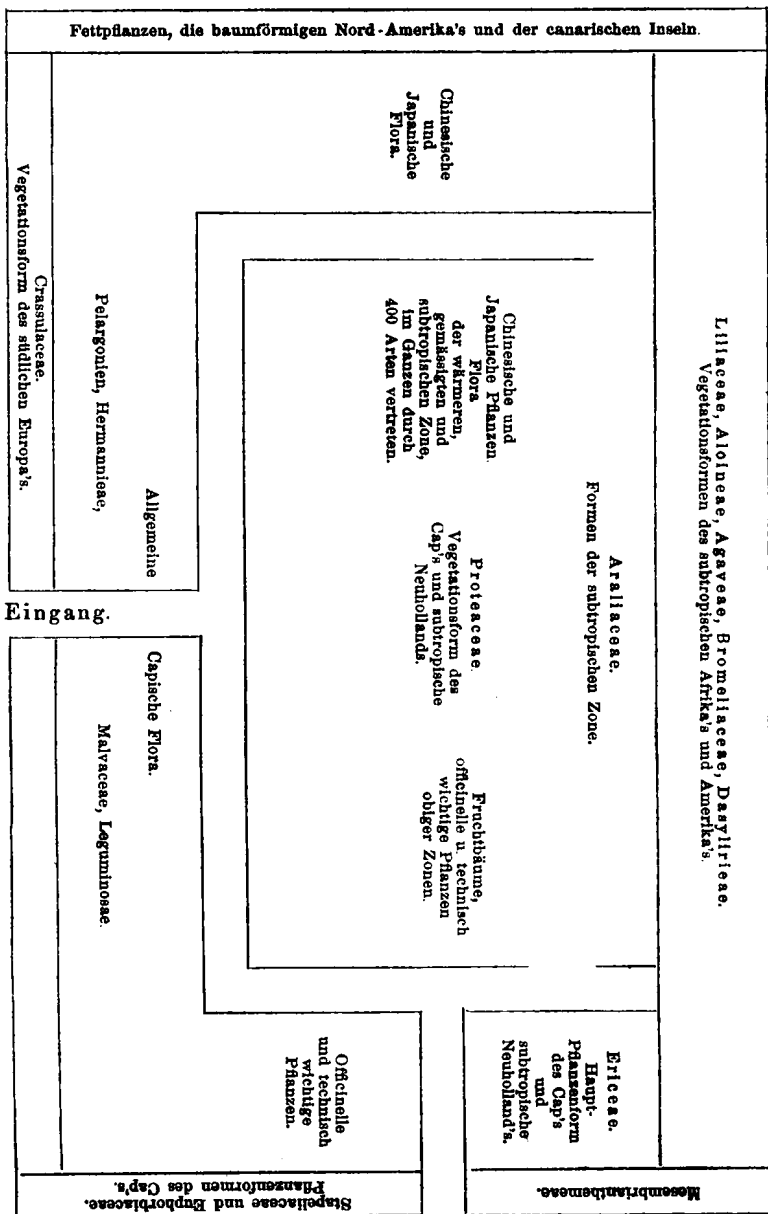 Fettpflanzen, die baumförmigen Nord-Amerika's und der canarischen Inseln.
Chinesische
und
Japanische
Flora.
Liliaceae, Aloineae, Agaveae, Bromeliaceae, Dasylirieae.
Vegetationsformen des subtropischen Afrika's und Amerika's.
Crassulaceae.
Vegetationsform des südlichen Europa's.
Pelargonien, Hermannieae,
Allgemeine
Chinesische und
Japanische Pflanzen.
Flora
der wärmeren,
gemässigten und
subtropischen Zone,
im Ganzen durch
400 Arten vertreten.
Araliaceae.
Formen der subtropischen Zone.
Proteaceae.
Vegetationsform des
Cap's und subtropische
Neuhollands.
Eingang.
Capische Flora.
Malvaceae, Leguminosae.
Fruchtbäume,
officinelle u. technisch
wichtige Pflanzen
obiger Zonen.
Officinelle
und technisch
wichtige
Pflanzen.
Ericeae.
Haupt-
Pflanzenform
des Cap's
und
subtropische
Neuholland's.
Stapeliaceae und Euphorbiaceae.
Pflanzenformen des Cap's.
Mesembrianthemeae.